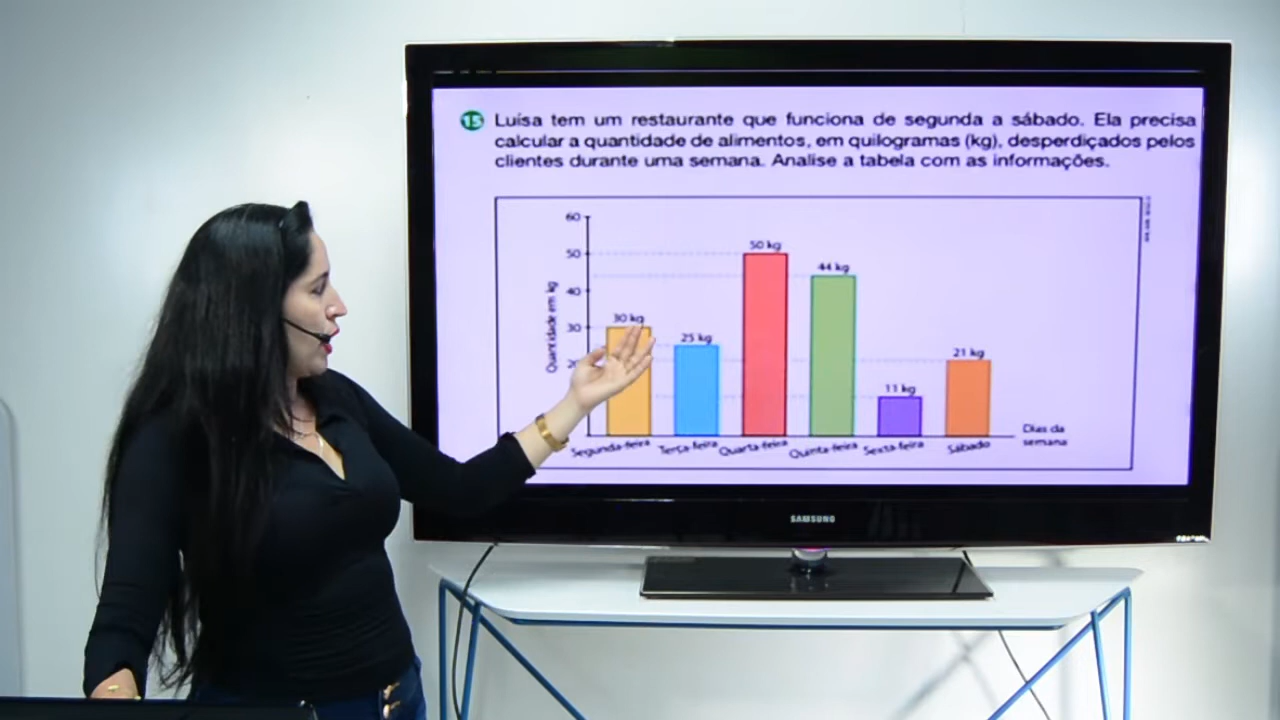 15 Luísa tem um restaurante que funciona de segunda a sábado. Ela precisa
calcular a quantidade de alimentos, em quilogramas (kg), desperdiçados pelos
clientes durante uma semana. Analise a tabela com as informações.
60
50 kg
50
44 kg
40
Quantidade em kg
30 kg
30
25 kg
21 kg
11 kg
Dias da
semana
Segunda-feira Terça-feira Quarta-feira Quinta-feira Sexta-feira Sábado
SAMSUNG